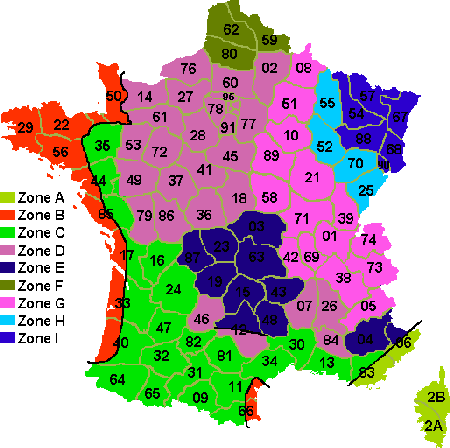 62 59
80
76 02 08
60
50 14 27 95 51 55 57
78 54 67
61 77
29 22 35 53 28 91 10 88 68
56 72 52 70 90
45 89
44 49 37 41 21 25
18 58
85 79 86 36 71 39
03 01 74
17 16 87 23 63 42 69 73
19 38
33 24 15 43 07 26 05
46 48
47 12 84 04 06
40 82 30
32 81 34 13 83
64 31 11
65 09 66
2B
2A
Zone A
Zone B
Zone C
Zone D
Zone E
Zone F
Zone G
Zone H
Zone I